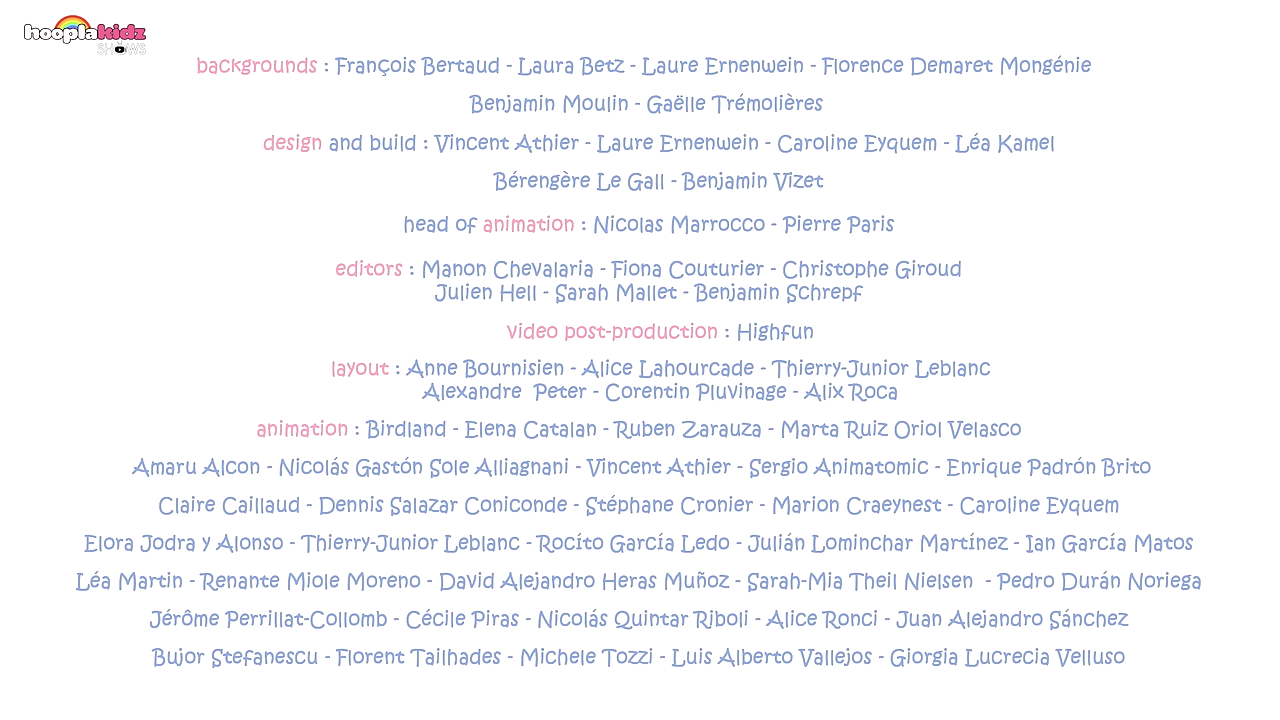 hooplakidz
SHOWS
backgrounds : François Bertaud - Laura Betz - Laure Ernenwein - Florence Demaret Mongénie
Benjamin Moulin - Gaëlle Trémolières
design and build : Vincent Athier - Laure Ernenwein - Caroline Eyquem - Léa Kamel
Bérengère Le Gall - Benjamin Vizet
head of animation : Nicolas Marrocco - Pierre Paris
editors : Manon Chevalaria - Fiona Couturier - Christophe Giroud
Julien Hell - Sarah Mallet - Benjamin Schrepf
video post-production : Highfun
layout : Anne Bournisien - Alice Lahourcade - Thierry-Junior Leblanc
Alexandre Peter - Corentin Pluvinage - Alix Roca
animation : Birdland - Elena Catalan - Ruben Zarauza - Marta Ruiz Oriol Velasco
Amaru Alcon - Nicolás Gastón Sole Alliagnani - Vincent Athier - Sergio Animatomic - Enrique Padrón Brito
Claire Caillaud - Dennis Salazar Coniconde - Stéphane Cronier - Marion Craeynest - Caroline Eyquem
Elora Jodra y Alonso - Thierry-Junior Leblanc - Rocíto García Ledo - Julián Lominchar Martínez - Ian García Matos
Léa Martin - Renante Miole Moreno - David Alejandro Heras Muñoz - Sarah-Mia Theil Nielsen - Pedro Durán Noriega
Jérôme Perrillat-Collomb - Cécile Piras - Nicolás Quintar Riboli - Alice Ronci - Juan Alejandro Sánchez
Bujor Stefanescu - Florent Tailhades - Michele Tozzi - Luis Alberto Vallejos - Giorgia Lucrecia Velluso